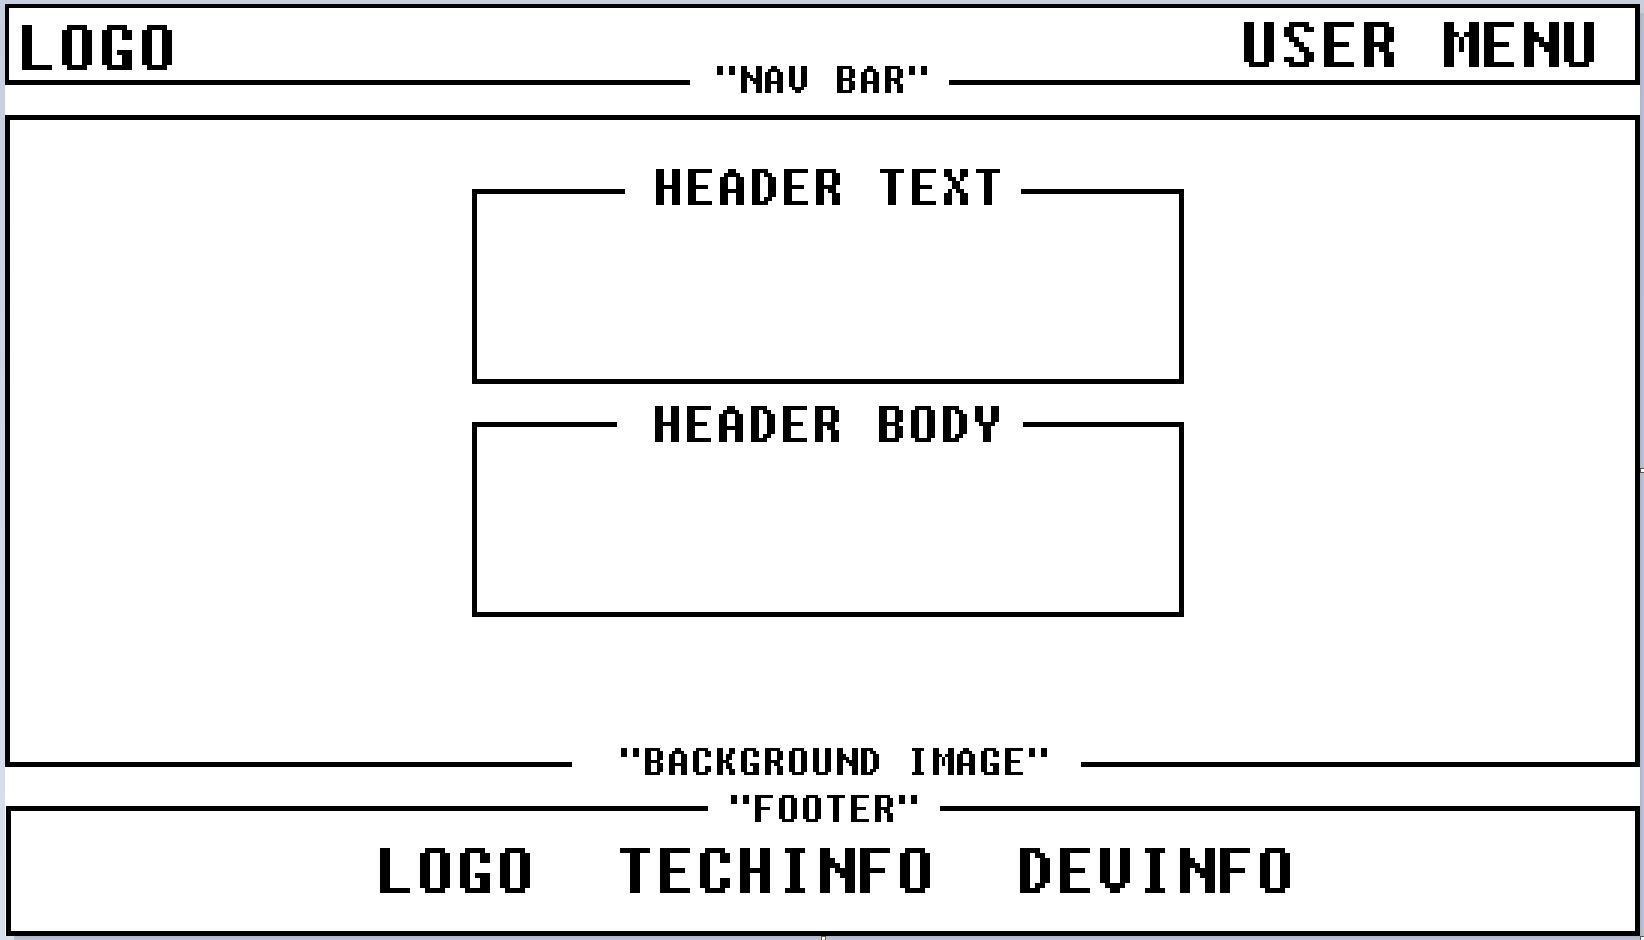 LOGO
USER MENU
"NAV BAR"
HEADER TEXT
HEADER BODY
"BACKGROUND IMAGE"
"FOOTER"
LOGO TECHINFO DEVINFO